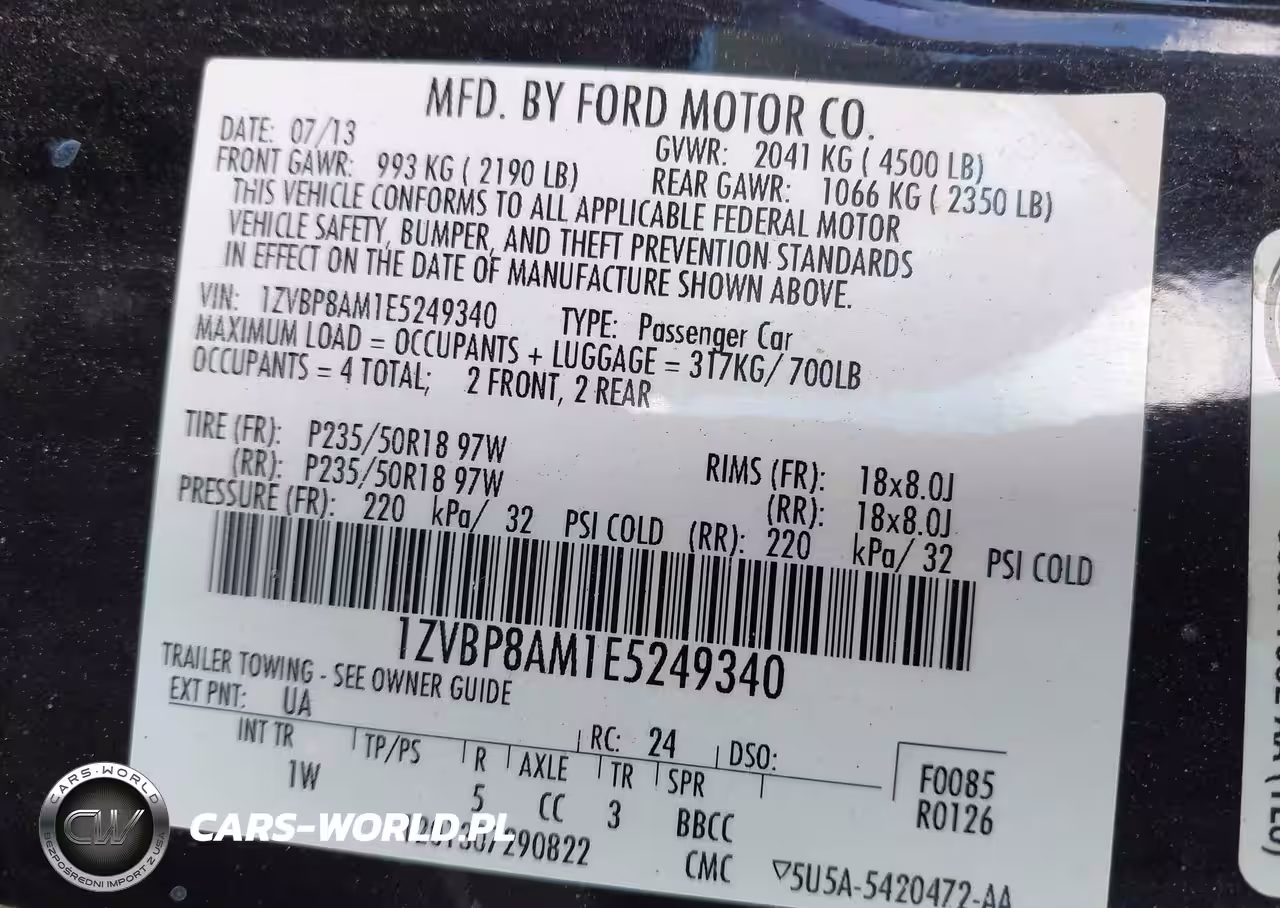 MFD. BY FORD MOTOR CO.
DATE: 07/13 GVWR: 2041 KG ( 4500 LB)
FRONT GAWR: 993 KG ( 2190 LB) REAR GAWR: 1066 KG ( 2350 LB)
THIS VEHICLE CONFORMS TO ALL APPLICABLE FEDERAL MOTOR
VEHICLE SAFETY, BUMPER, AND THEFT PREVENTION STANDARDS
IN EFFECT ON THE DATE OF MANUFACTURE SHOWN ABOVE.
VIN: 1ZVBP8AM1E5249340 TYPE: Passenger Car
MAXIMUM LOAD = OCCUPANTS + LUGGAGE = 317KG/ 700LB
OCCUPANTS = 4 TOTAL; 2 FRONT, 2 REAR
TIRE (FR): P235/50R18 97W RIMS (FR): 18x8.0J
(RR): P235/50R18 97W (RR): 18x8.0J
PRESSURE (FR): 220 kPa/ 32 PSI COLD (RR): 220 kPa/ 32 PSI COLD
1ZVBP8AM1E5249340
TRAILER TOWING - SEE OWNER GUIDE
EXT PNT: UA RC: 24 DSO:
INT TR TP/PS R AXLE TR SPR
1W 5 CC 3 BBCC
F0085
R0126
CMC ▽5U5A-5420472-AA
CARS-WORLD
CW
BEZPOŚREDNI IMPORT Z USA
CARS-WORLD.PL